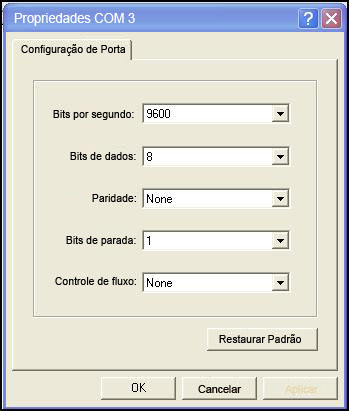 Propriedades COM 3
Configuração de Porta
Bits por segundo: 9600
Bits de dados: 8
Paridade: None
Bits de parada: 1
Controle de fluxo: None
Restaurar Padrão
OK Cancelar Aplicar